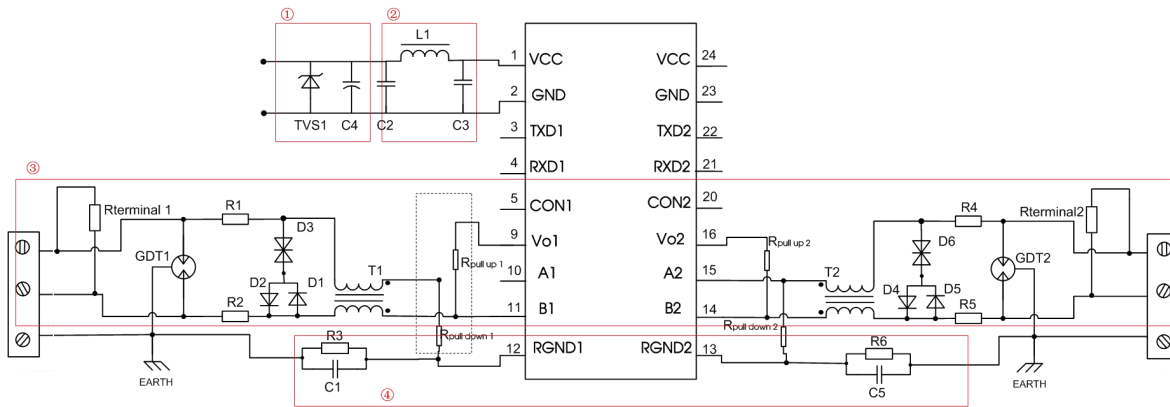 ① ②
L1
TVS1 C4 C2 C3
1 VCC VCC 24
2 GND GND 23
3 TXD1 TXD2 22
4 RXD1 RXD2 21
③
5 CON1 CON2 20
Rterminal 1 R1 R4 Rterminal2
9 Vo1 Vo2 16
D3 D6
GDT1 GDT2
Rpull up 1 Rpull up 2
10 A1 A2 15
D2 D1 T1 T2 D4 D5
R2 R5
11 B1 B2 14
Rpull down 1 Rpull down 2
R3 R6
12 RGND1 RGND2 13
C1 C5
EARTH EARTH
④